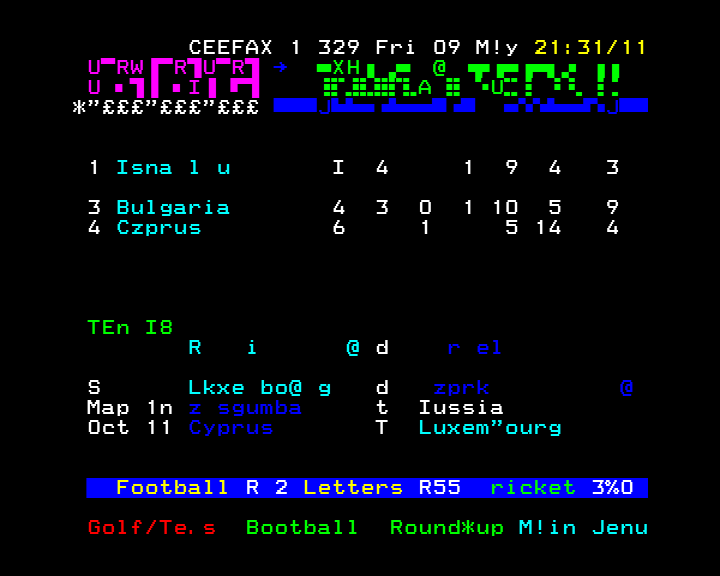 CEEFAX 1 329 Fri 09 M!y 21:31/11
*"£££"£££"£££
1 Isna l u I 4 1 9 4 3
3 Bulgaria 4 3 0 1 10 5 9
4 Czprus 6 1 5 14 4
TEn I8
R i @ d r el
S Lkxe bo@ g d zprk @
Map 1n z sgumba t Iussia
Oct 11 Cyprus T Luxem"ourg
Football R 2 Letters R55 ricket 3%0
Golf/Te. s Bootball Round*up M!in Jenu